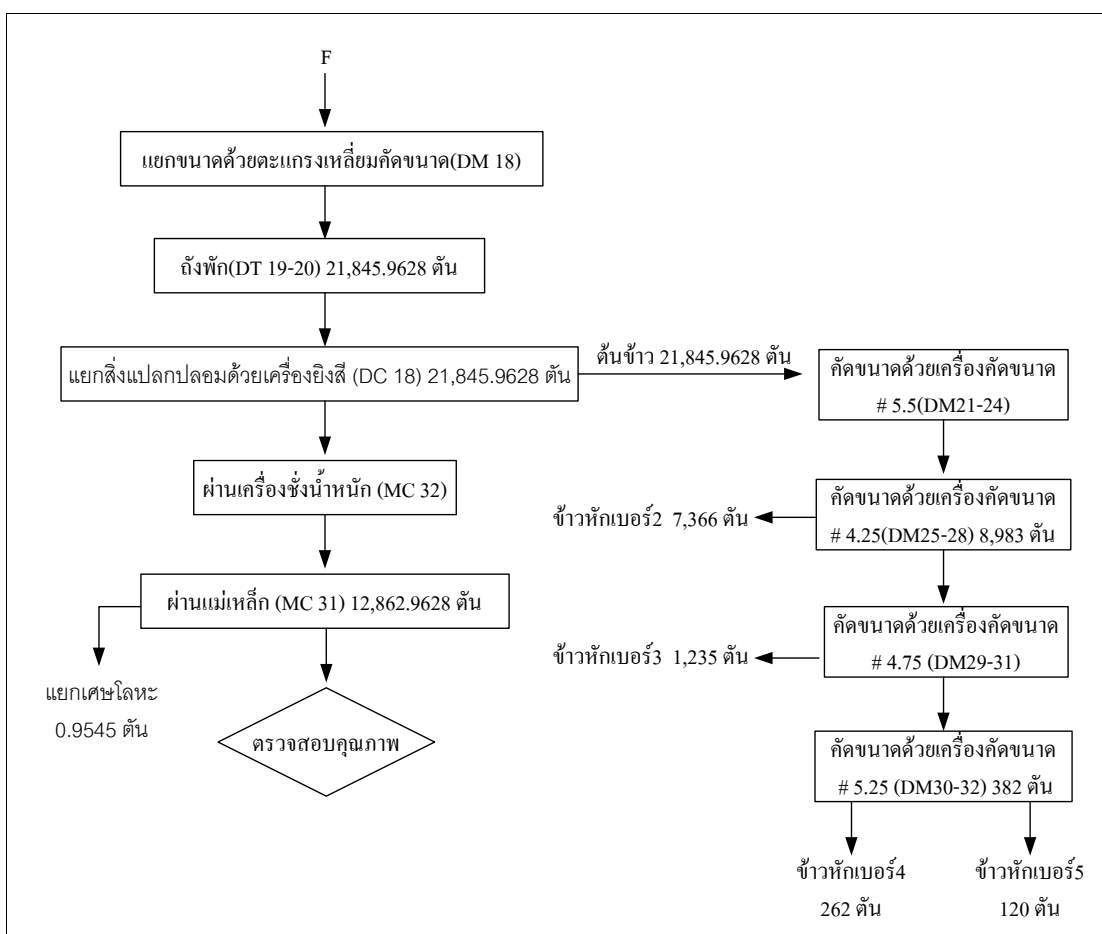 F
แยกขนาดด้วยตะแกรงเหลี่ยมคัดขนาด(DM 18)
ถังพัก(DT 19-20) 21,845.9628 ตัน
แยกสิ่งแปลกปลอมด้วยเครื่องยิงสี (DC 18) 21,845.9628 ตัน
ผ่านเครื่องชั่งน้ำหนัก (MC 32)
ผ่านแม่เหล็ก (MC 31) 12,862.9628 ตัน
แยกเศษโลหะ
0.9545 ตัน
ตรวจสอบคุณภาพ
ต้นข้าว 21,845.9628 ตัน
คัดขนาดด้วยเครื่องคัดขนาด
# 5.5(DM21-24)
คัดขนาดด้วยเครื่องคัดขนาด
# 4.25(DM25-28) 8,983 ตัน
ข้าวหักเบอร์2 7,366 ตัน
คัดขนาดด้วยเครื่องคัดขนาด
# 4.75 (DM29-31)
ข้าวหักเบอร์3 1,235 ตัน
คัดขนาดด้วยเครื่องคัดขนาด
# 5.25 (DM30-32) 382 ตัน
ข้าวหักเบอร์4
262 ตัน
ข้าวหักเบอร์5
120 ตัน